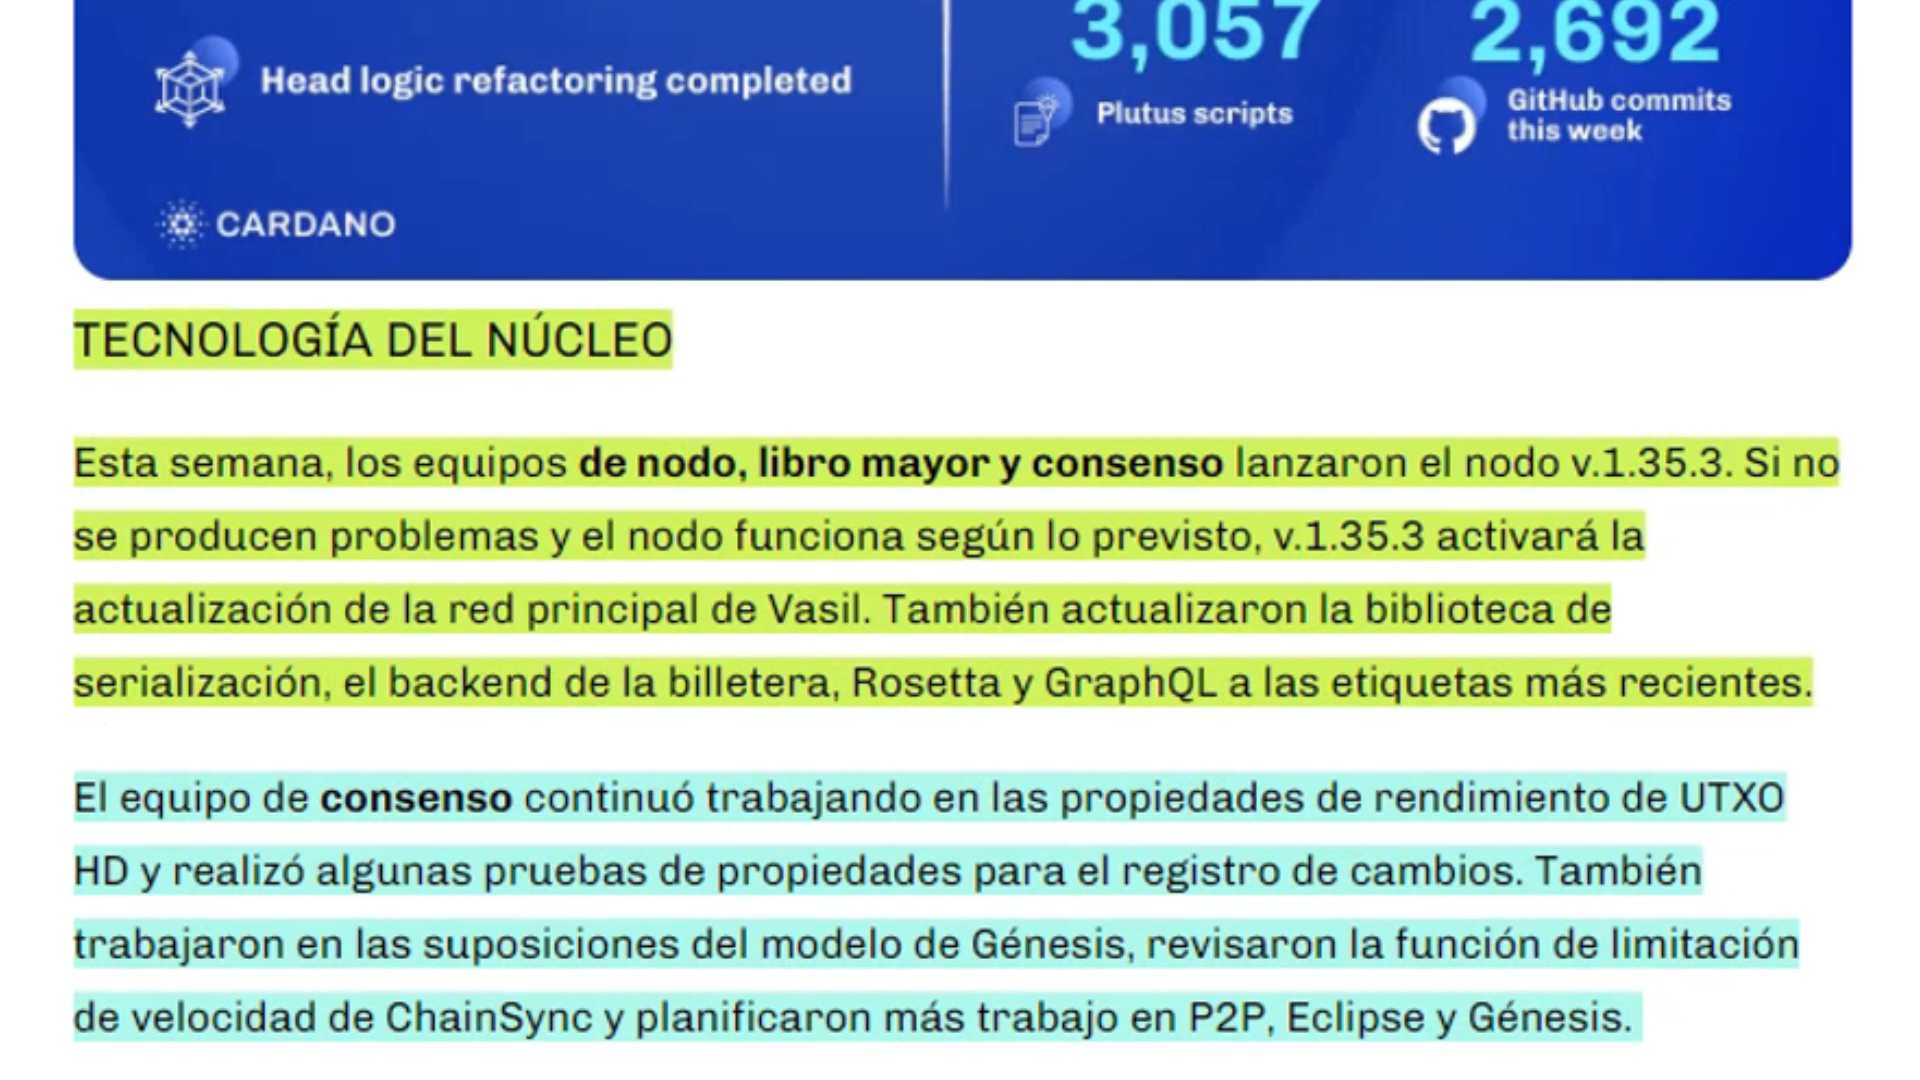 3,057
2,692
Head logic refactoring completed
Plutus scripts
GitHub commits
this week
CARDANO
TECNOLOGÍA DEL NÚCLEO
Esta semana, los equipos de nodo, libro mayor y consenso lanzaron el nodo v.1.35.3. Si no
se producen problemas y el nodo funciona según lo previsto, v.1.35.3 activará la
actualización de la red principal de Vasil. También actualizaron la biblioteca de
serialización, el backend de la billetera, Rosetta y GraphQL a las etiquetas más recientes.
El equipo de consenso continuó trabajando en las propiedades de rendimiento de UTXO
HD y realizó algunas pruebas de propiedades para el registro de cambios. También
trabajaron en las suposiciones del modelo de Génesis, revisaron la función de limitación
de velocidad de ChainSync y planificaron más trabajo en P2P, Eclipse y Génesis.